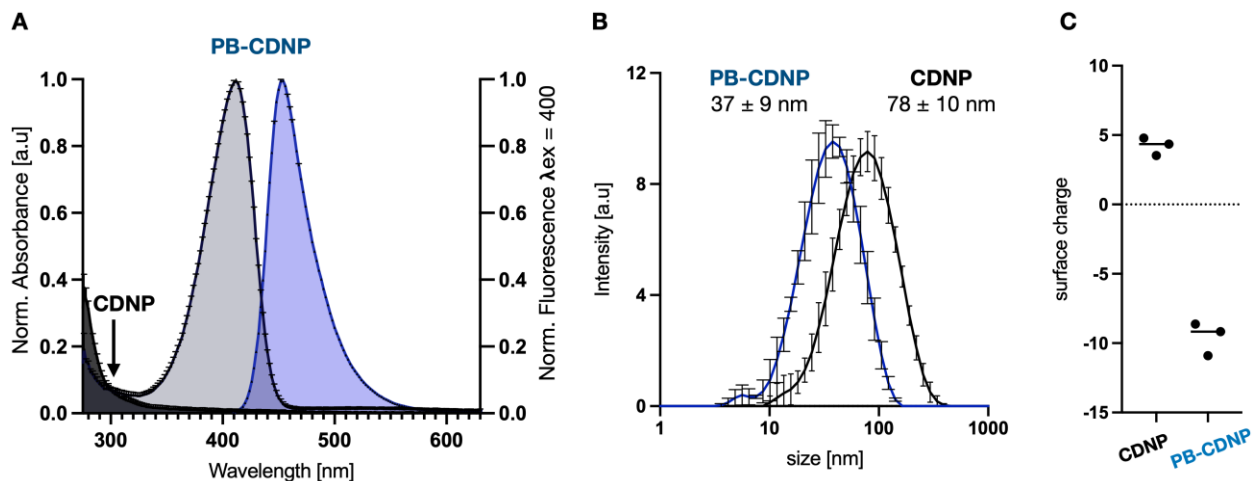 A
PB-CDNP
Norm. Absorbance [a.u]
1.0
0.8
0.6
0.4
0.2
0.0
CDNP
300
400
500
600
Wavelength [nm]
1.0
0.8
0.6
0.4
0.2
0.0
Norm. Fluorescence λex = 400
B
PB-CDNP
37 ± 9 nm
CDNP
78 ± 10 nm
Intensity [a.u]
12
8
4
0
1
10
100
1000
size [nm]
C
surface charge
10
5
0
-5
-10
-15
CDNP
PB-CDNP